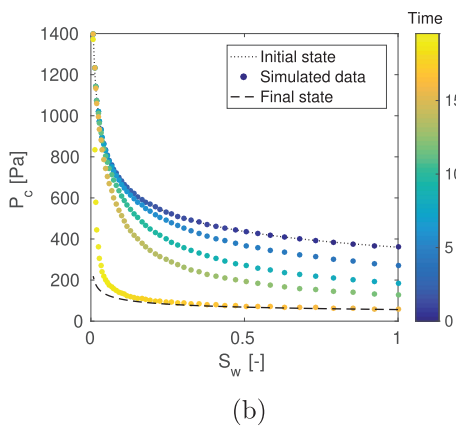 Time
1400
1200
1000
800
600
400
200
0
P_c [Pa]
Initial state
Simulated data
Final state
15
10
5
0
0
0.5
1
S_w [-]
(b)